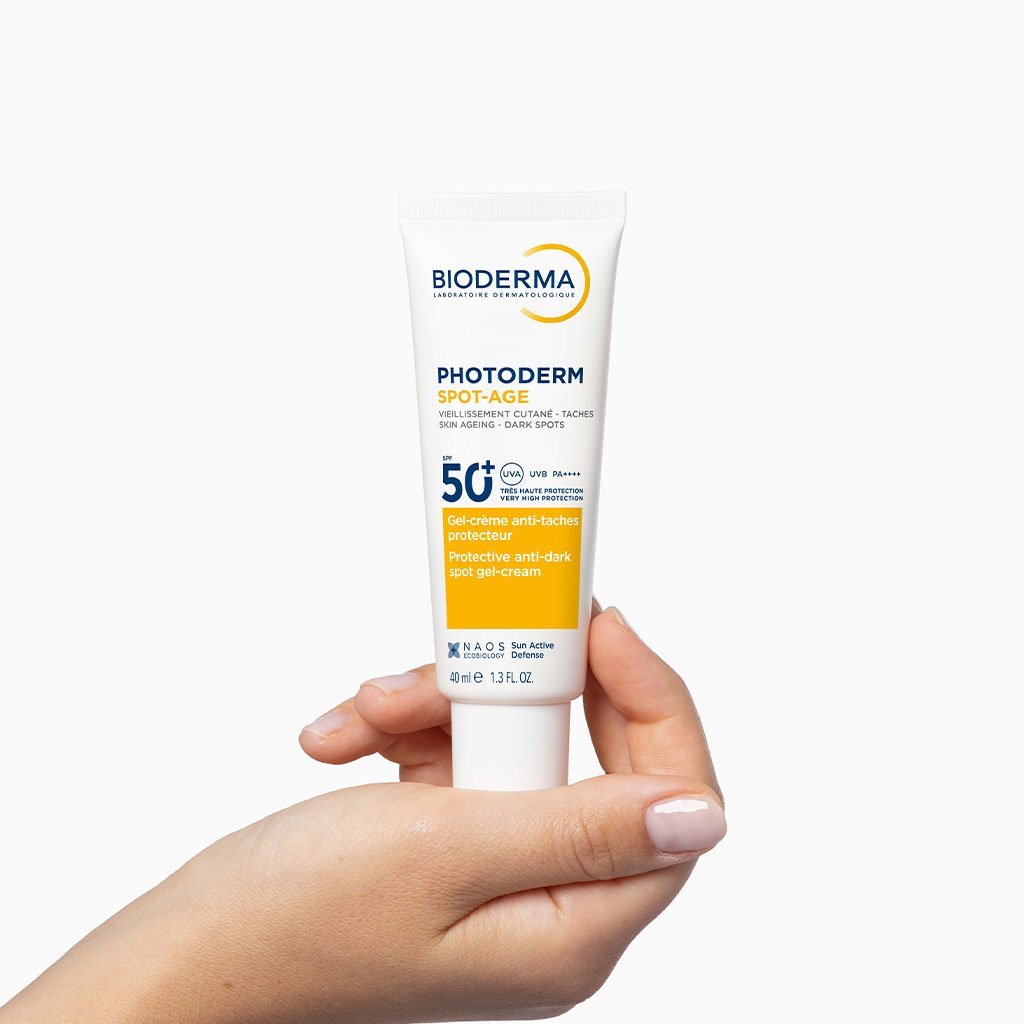 BIODERMA
LABORATOIRE DERMATOLOGIQUE
PHOTODERM
SPOT-AGE
VIEILLISSEMENT CUTANÉ - TACHES
SKIN AGEING - DARK SPOTS
SPF
50+ UVA UVB PA++++
TRÈS HAUTE PROTECTION
VERY HIGH PROTECTION
Gel-crème anti-taches
protecteur
Protective anti-dark
spot gel-cream
NAOS Sun Active
ECOBIOLOGY Defense
40 ml ℮ 1.3 FL. OZ.